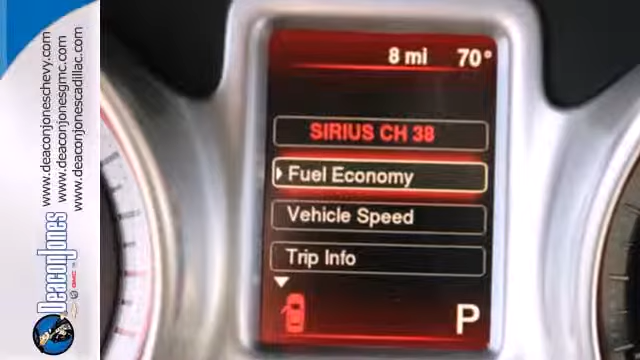 8 mi 70°
SIRIUS CH 38
Fuel Economy
Vehicle Speed
Trip Info
P
www.deaconjoneschevy.com
www.deaconjonesgmc.com
www.deaconjonescadillac.com
DeaconJones
GMC